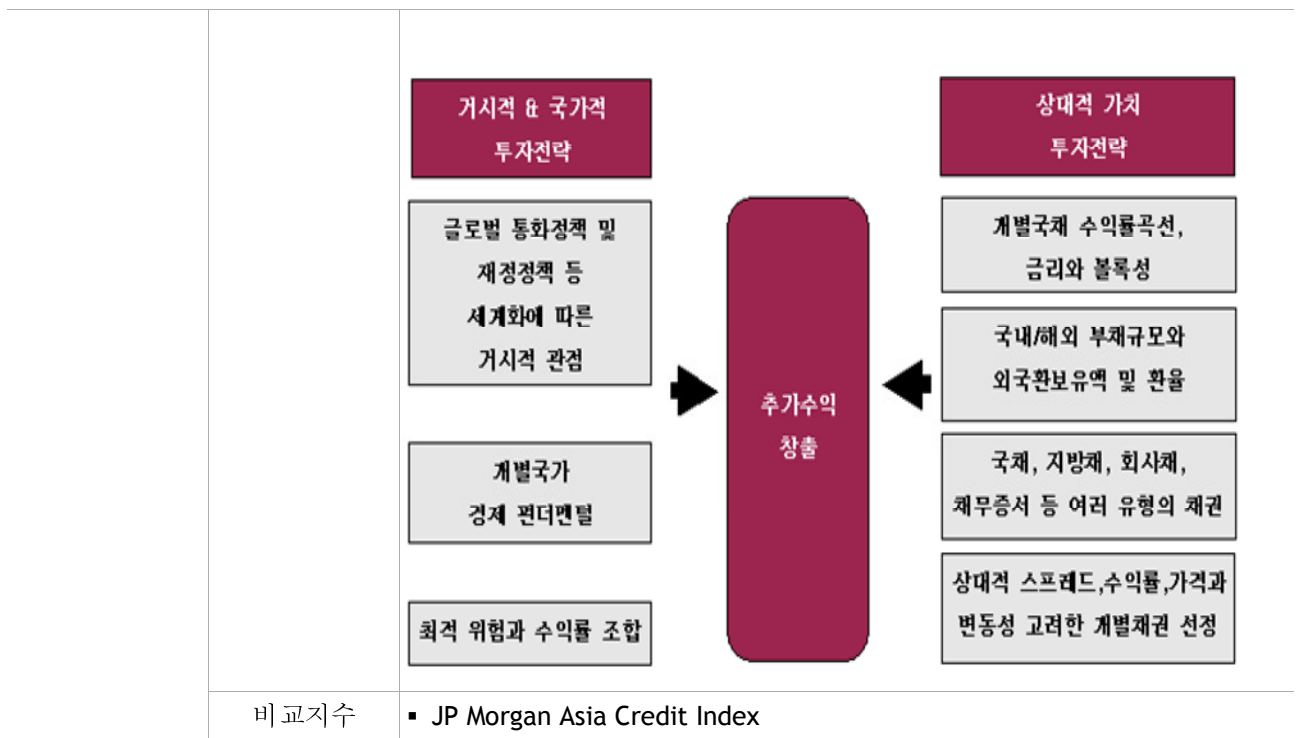 거시적 & 국가적
투자전략
글로벌 통화정책 및
재정정책 등
세계화에 따른
거시적 관점
개별국가
경제 펀더멘털
최적 위험과 수익률 조합
추가수익
창출
상대적 가치
투자전략
개별국채 수익률곡선,
금리와 볼록성
국내/해외 부채규모와
외국환보유액 및 환율
국채, 지방채, 회사채,
채무증서 등 여러 유형의 채권
상대적 스프레드,수익률,가격과
변동성 고려한 개별채권 선정
비교지수
▪ JP Morgan Asia Credit Index